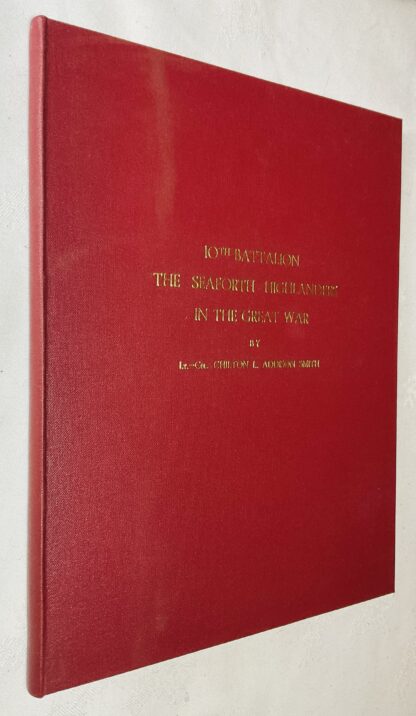 10TH BATTALION
THE SEAFORTH HIGHLANDERS
IN THE GREAT WAR
BY
LT.-COL. CHILTON L. ADDISON SMITH